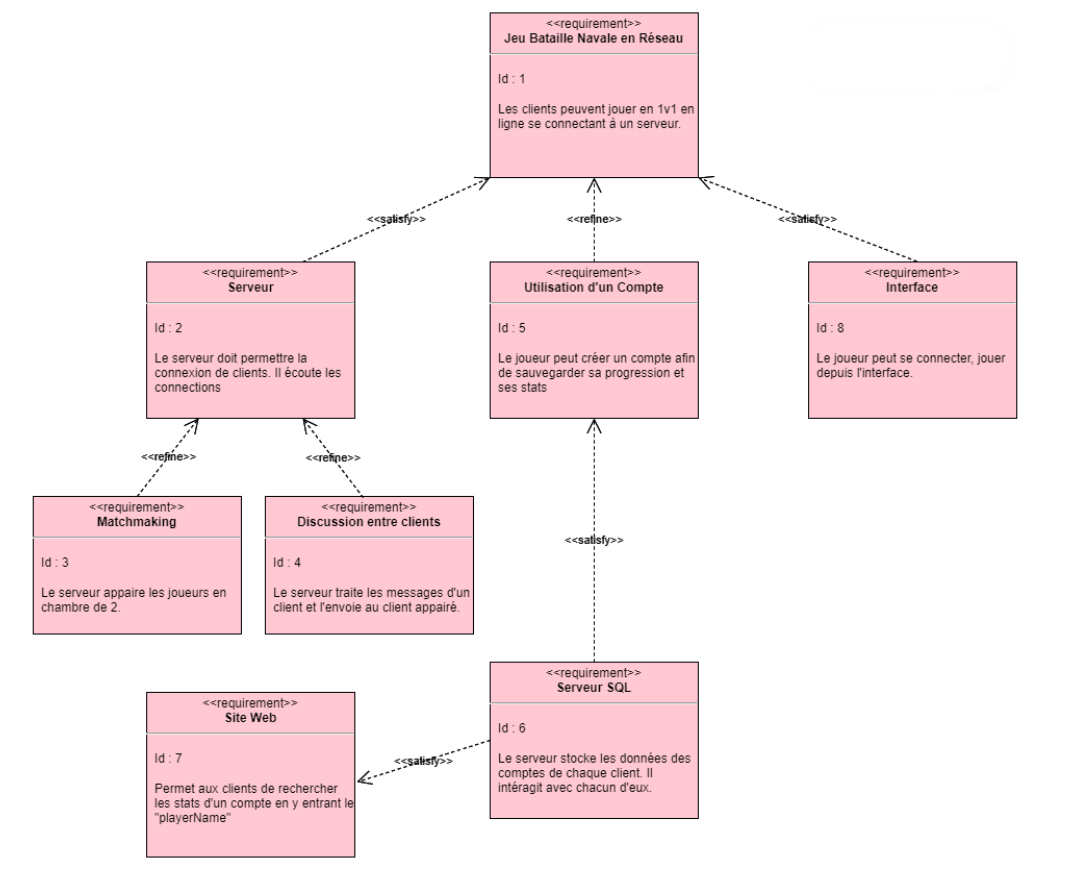 <<requirement>>
Jeu Bataille Navale en Réseau
Id : 1
Les clients peuvent jouer en 1v1 en
ligne se connectant à un serveur.
<<satisfy>>
<<refine>>
<<satisfy>>
<<requirement>>
Serveur
Id : 2
Le serveur doit permettre la
connexion de clients. Il écoute les
connections
<<requirement>>
Utilisation d'un Compte
Id : 5
Le joueur peut créer un compte afin
de sauvegarder sa progression et
ses stats
<<requirement>>
Interface
Id : 8
Le joueur peut se connecter, jouer
depuis l'interface.
<<refine>>
<<refine>>
<<requirement>>
Matchmaking
Id : 3
Le serveur appaire les joueurs en
chambre de 2.
<<requirement>>
Discussion entre clients
Id : 4
Le serveur traite les messages d'un
client et l'envoie au client appairé.
<<satisfy>>
<<requirement>>
Serveur SQL
Id : 6
Le serveur stocke les données des
comptes de chaque client. Il
intéragit avec chacun d'eux.
<<satisfy>>
<<requirement>>
Site Web
Id : 7
Permet aux clients de rechercher
les stats d'un compte en y entrant le
"playerName"